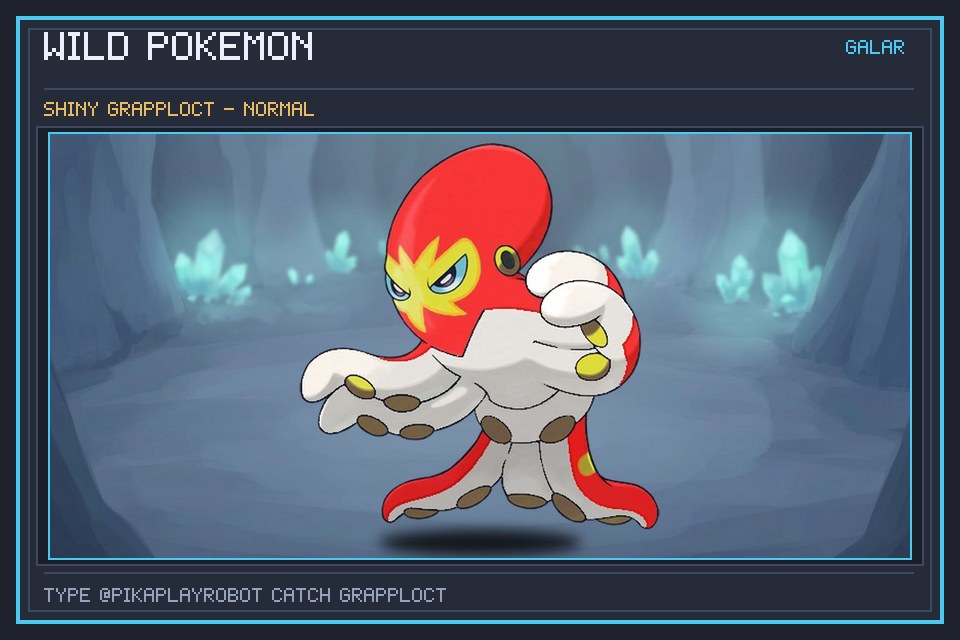 WILD POKEMON
GALAR
SHINY GRAPPLOCT - NORMAL
TYPE @PIKAPLAYROBOT CATCH GRAPPLOCT